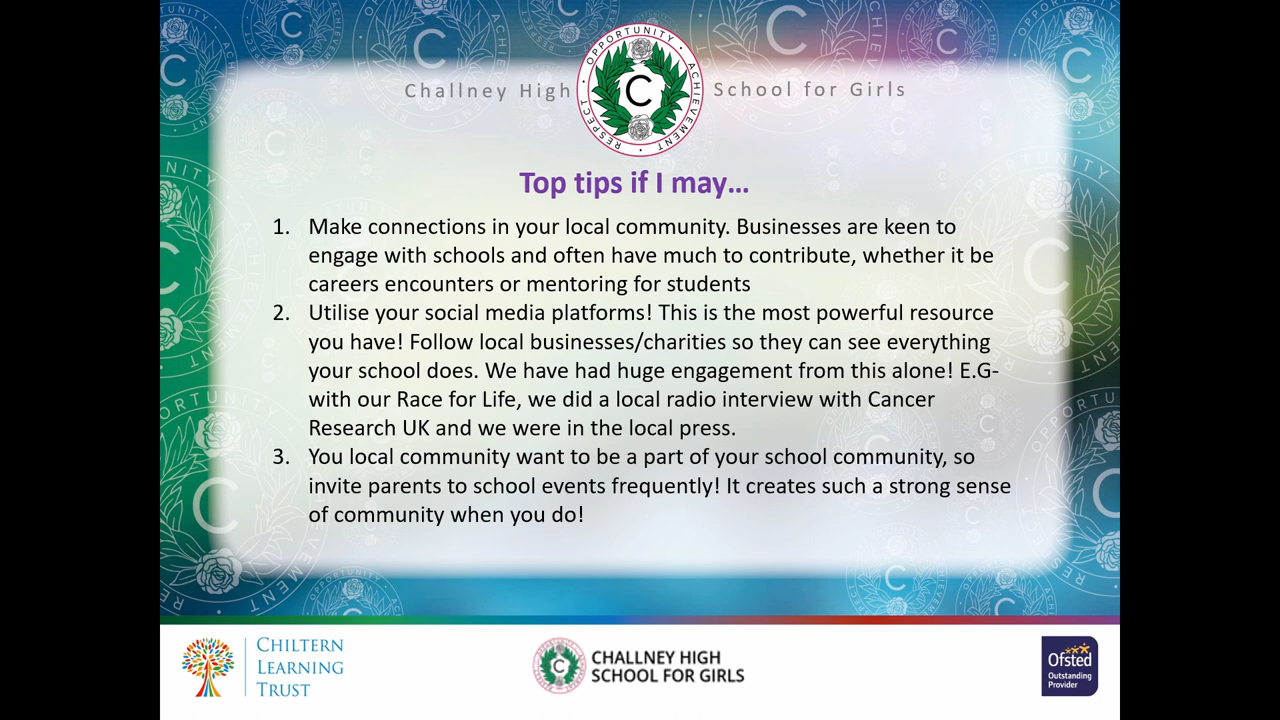 Challney High School for Girls
OPPORTUNITY · ACHIEVEMENT · RESPECT
C
Top tips if I may...
1. Make connections in your local community. Businesses are keen to
engage with schools and often have much to contribute, whether it be
careers encounters or mentoring for students
2. Utilise your social media platforms! This is the most powerful resource
you have! Follow local businesses/charities so they can see everything
your school does. We have had huge engagement from this alone! E.G-
with our Race for Life, we did a local radio interview with Cancer
Research UK and we were in the local press.
3. You local community want to be a part of your school community, so
invite parents to school events frequently! It creates such a strong sense
of community when you do!
CHILTERN
LEARNING
TRUST
CHALLNEY HIGH
SCHOOL FOR GIRLS
Ofsted
Outstanding
Provider